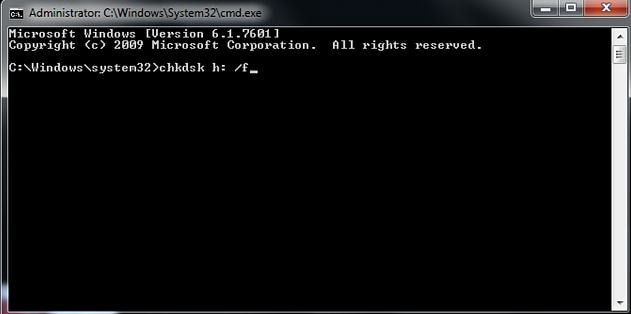 Administrator: C:\Windows\System32\cmd.exe
Microsoft Windows [Version 6.1.7601]
Copyright (c) 2009 Microsoft Corporation.  All rights reserved.
C:\Windows\system32>chkdsk h: /f_